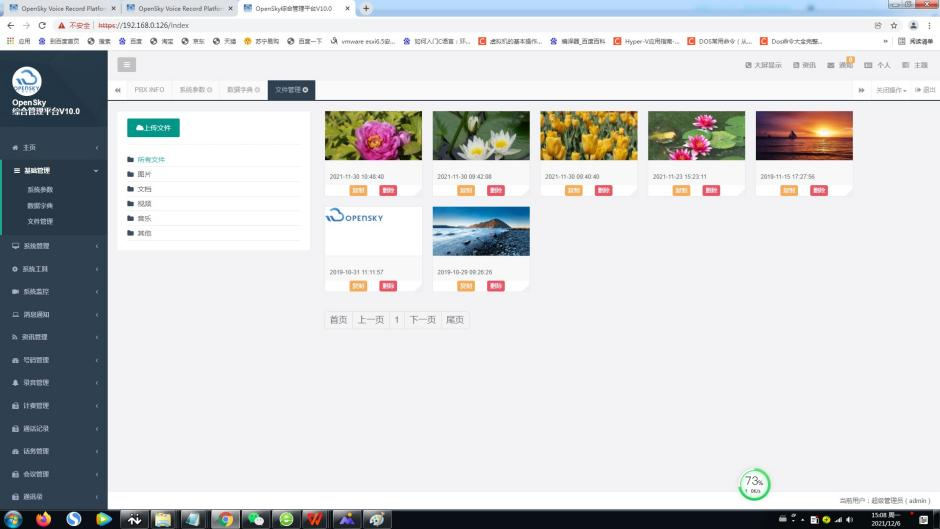 OpenSky Voice Record Platfor
OpenSky Voice Record Platfor
OpenSky综合管理平台V10.0
不安全 | https://192.168.0.126/index
应用 到百度首页 搜索 百度 淘宝 京东 天猫 苏宁易购 百度一下 vmware esxi6.5安... 如何入门C语言：环... 虚拟机的基本操作... 编译器_百度百科 Hyper-V应用指南-... DOS常用命令（从... Dos命令大全完整... » 阅读清单
OPENSKY
OpenSky
综合管理平台V10.0
大屏显示 资讯 通知 个人 主题
PBX INFO 系统参数 数据字典 文件管理 关闭操作 退出
主页
基础管理
系统参数
数据字典
文件管理
系统管理
系统工具
系统监控
消息通知
资讯管理
号码管理
录音管理
计费管理
通话记录
话务管理
会议管理
通讯录
上传文件
所有文件
图片
文档
视频
音乐
其他
2021-11-30 10:48:40
复制 删除
2021-11-30 09:42:08
复制 删除
2021-11-30 09:40:40
复制 删除
2021-11-23 15:23:11
复制 删除
2019-11-15 17:27:56
复制 删除
OPENSKY
2019-10-31 11:11:57
复制 删除
2019-10-29 09:26:26
复制 删除
首页 上一页 1 下一页 尾页
73%
当前用户：超级管理员（admin）
15:08 周一
2021/12/6